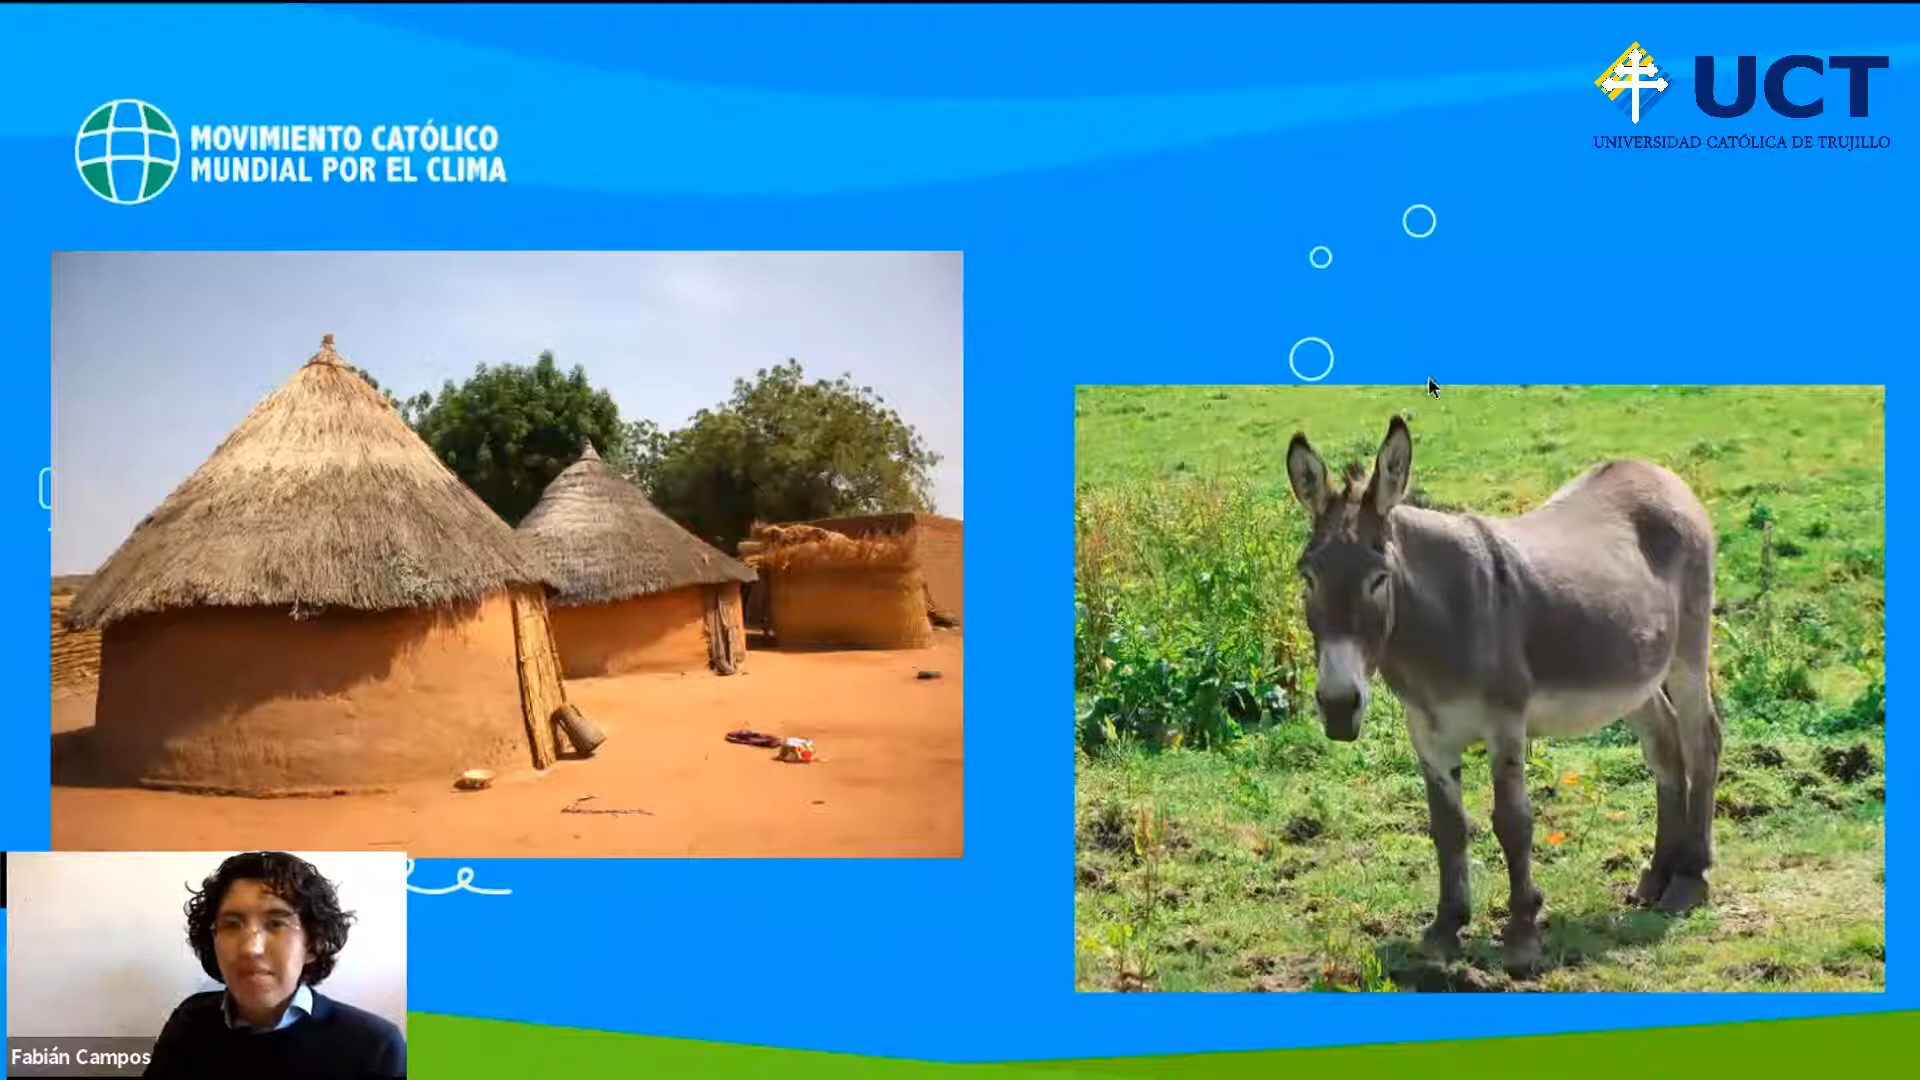 MOVIMIENTO CATÓLICO
MUNDIAL POR EL CLIMA
UCT
UNIVERSIDAD CATÓLICA DE TRUJILLO
Fabián Campos